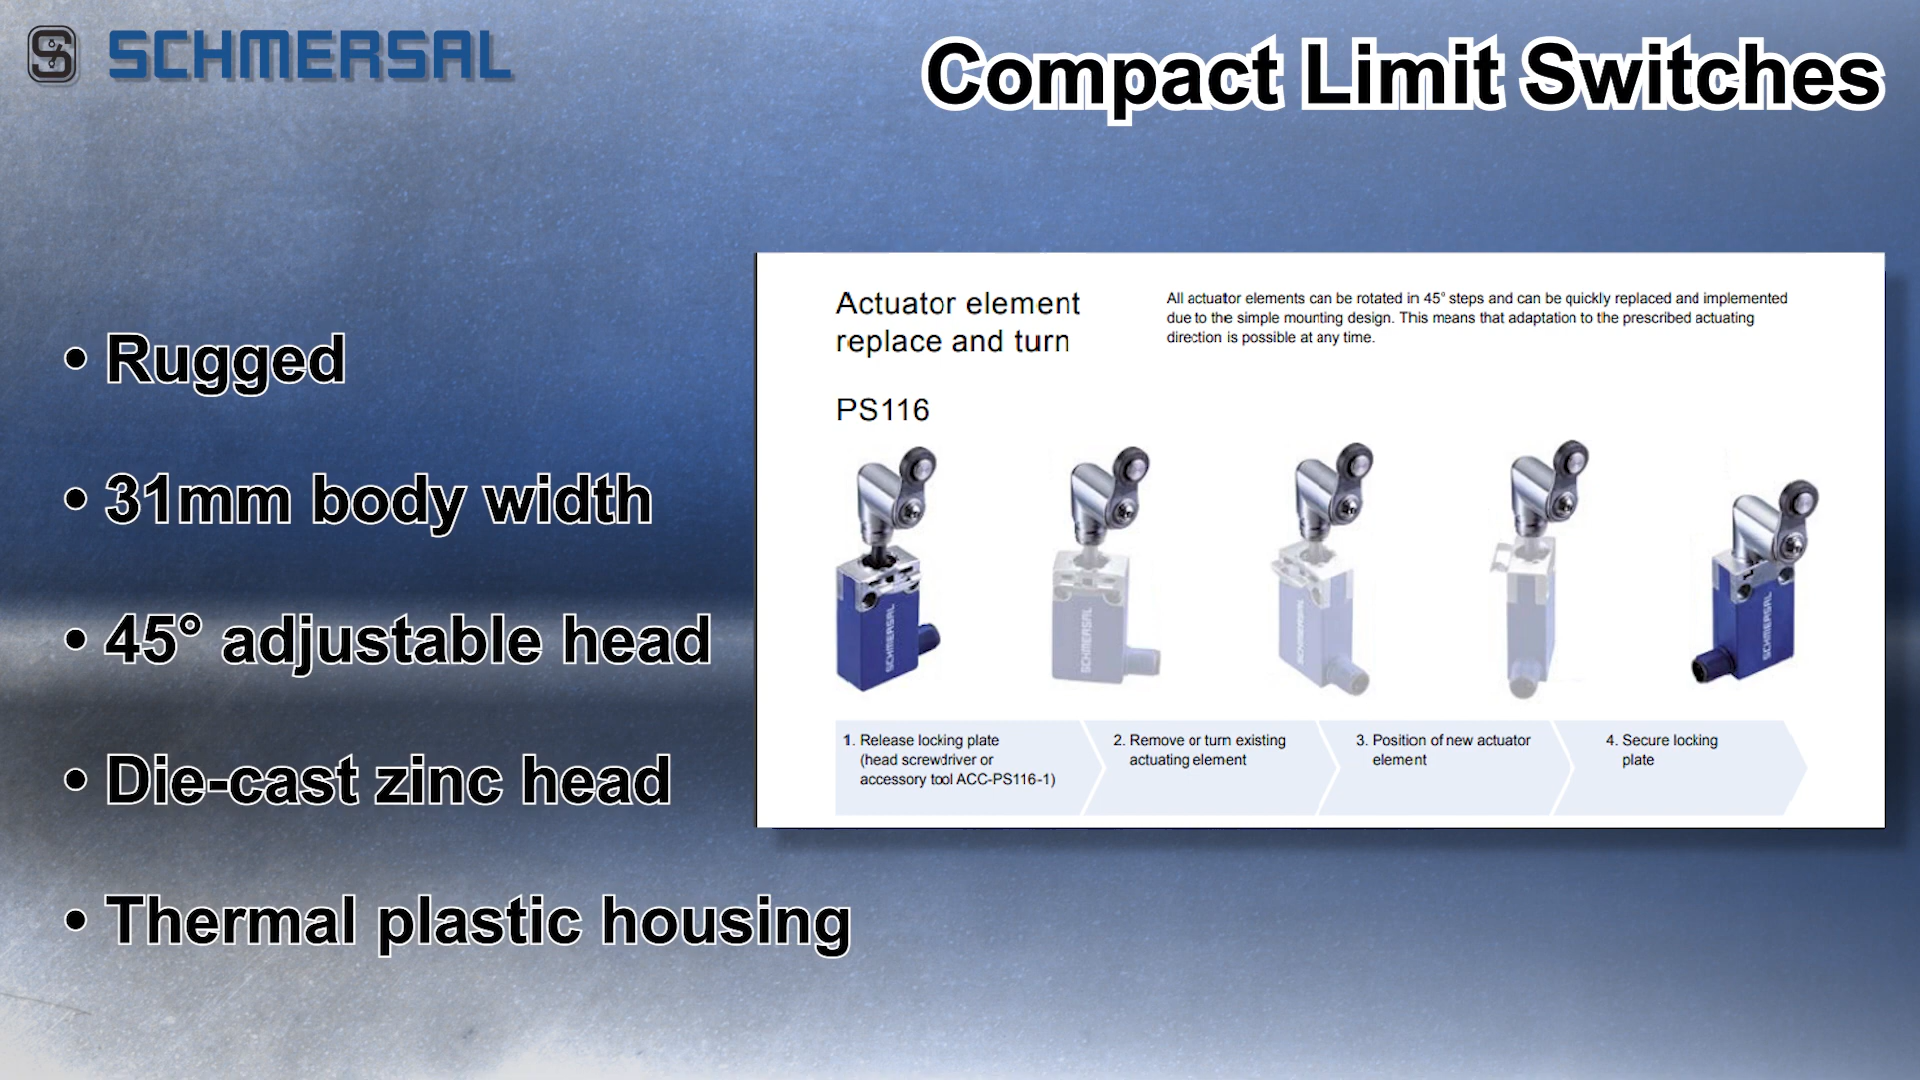 SCHMERSAL
Compact Limit Switches
• Rugged
• 31mm body width
• 45° adjustable head
• Die-cast zinc head
• Thermal plastic housing
Actuator element
replace and turn
All actuator elements can be rotated in 45° steps and can be quickly replaced and implemented
due to the simple mounting design. This means that adaptation to the prescribed actuating
direction is possible at any time.
PS116
SCHMERSAL
SCHMERSAL
SCHMERSAL
SCHMERSAL
1. Release locking plate
(head screwdriver or
accessory tool ACC-PS116-1)
2. Remove or turn existing
actuating element
3. Position of new actuator
element
4. Secure locking
plate